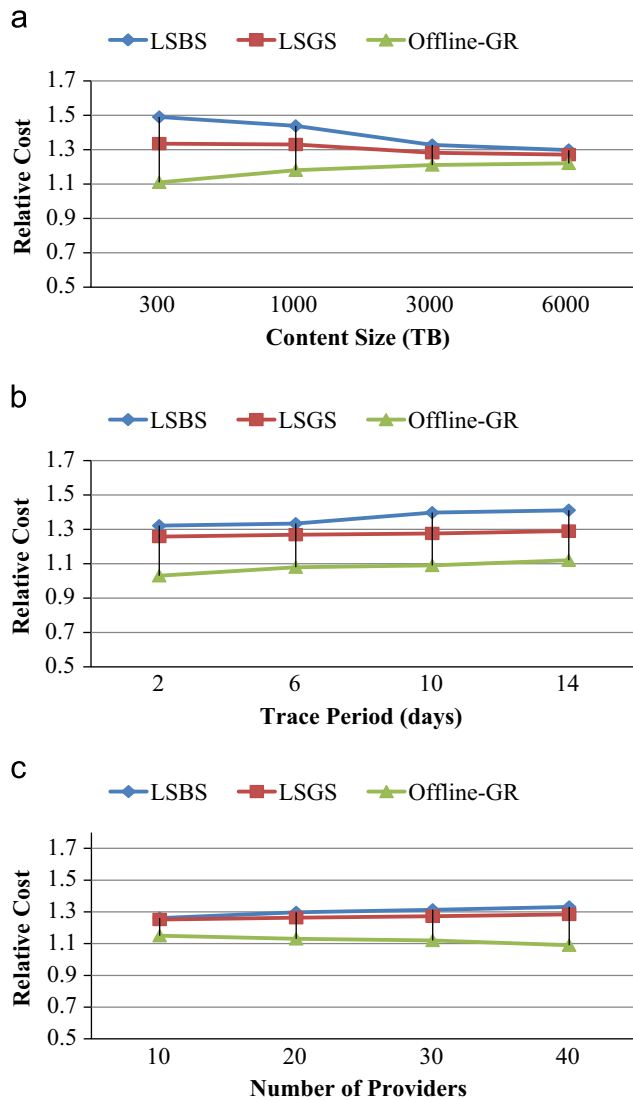 a
LSBS LSGS Offline-GR
1.7
1.5
1.3
1.1
0.9
0.7
0.5
Relative Cost
300 1000 3000 6000
Content Size (TB)
b
LSBS LSGS Offline-GR
1.7
1.5
1.3
1.1
0.9
0.7
0.5
Relative Cost
2 6 10 14
Trace Period (days)
c
LSBS LSGS Offline-GR
1.7
1.5
1.3
1.1
0.9
0.7
0.5
Relative Cost
10 20 30 40
Number of Providers